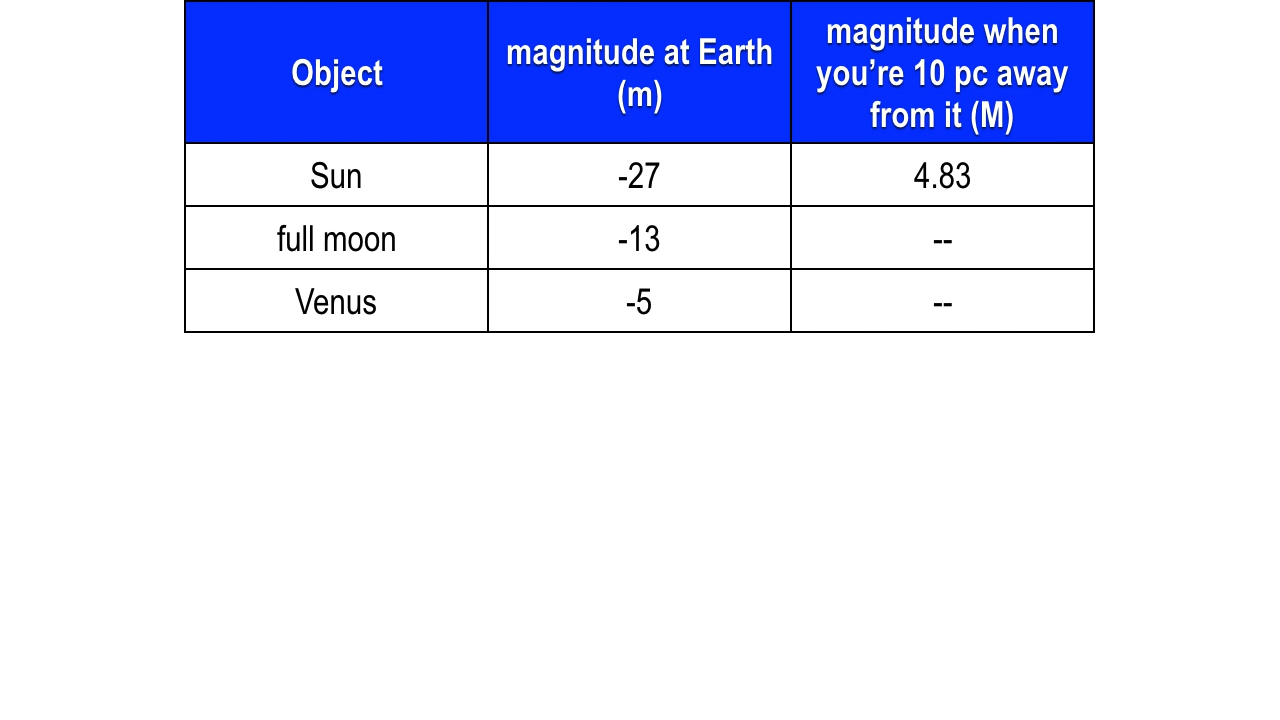 Object
magnitude at Earth
(m)
magnitude when
you’re 10 pc away
from it (M)
Sun
-27
4.83
full moon
-13
--
Venus
-5
--